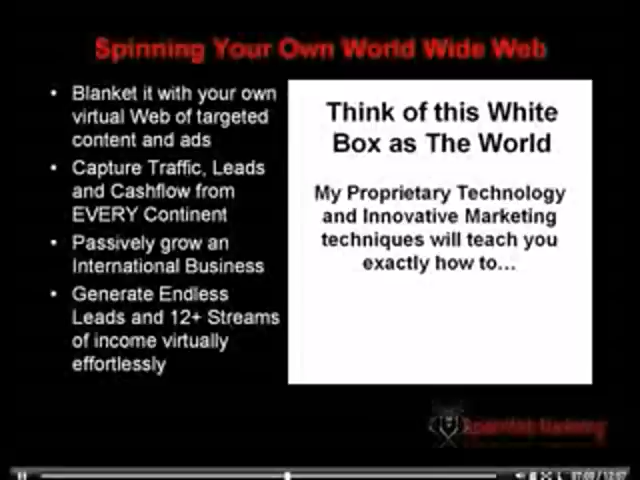 Spinning Your Own World Wide Web
• Blanket it with your own
virtual Web of targeted
content and ads
• Capture Traffic, Leads
and Cashflow from
EVERY Continent
• Passively grow an
International Business
• Generate Endless
Leads and 12+ Streams
of income virtually
effortlessly
Think of this White
Box as The World
My Proprietary Technology
and Innovative Marketing
techniques will teach you
exactly how to...